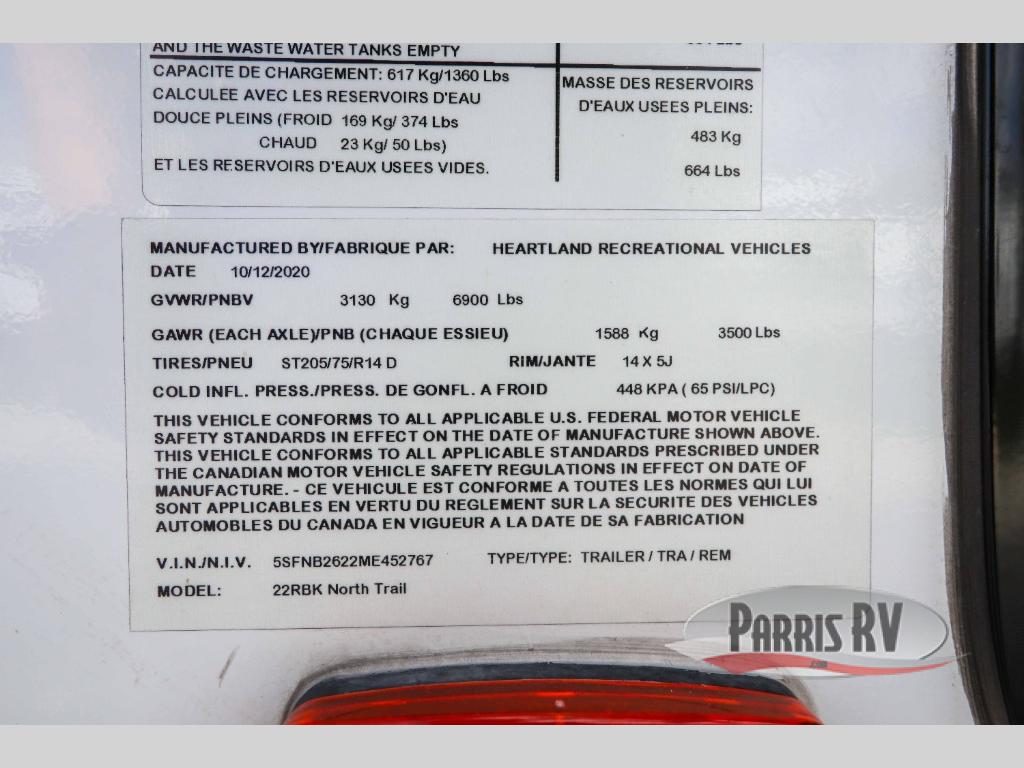 AND THE WASTE WATER TANKS EMPTY
CAPACITE DE CHARGEMENT: 617 Kg/1360 Lbs
CALCULEE AVEC LES RESERVOIRS D'EAU
DOUCE PLEINS (FROID 169 Kg/ 374 Lbs
CHAUD 23 Kg/ 50 Lbs)
ET LES RESERVOIRS D'EAUX USEES VIDES.
Lbs
MASSE DES RESERVOIRS
D'EAUX USEES PLEINS:
483 Kg
664 Lbs
MANUFACTURED BY/FABRIQUE PAR: HEARTLAND RECREATIONAL VEHICLES
DATE 10/12/2020
GVWR/PNBV 3130 Kg 6900 Lbs
GAWR (EACH AXLE)/PNB (CHAQUE ESSIEU) 1588 Kg 3500 Lbs
TIRES/PNEU ST205/75/R14 D RIM/JANTE 14 X 5J
COLD INFL. PRESS./PRESS. DE GONFL. A FROID 448 KPA ( 65 PSI/LPC)
THIS VEHICLE CONFORMS TO ALL APPLICABLE U.S. FEDERAL MOTOR VEHICLE
SAFETY STANDARDS IN EFFECT ON THE DATE OF MANUFACTURE SHOWN ABOVE.
THIS VEHICLE CONFORMS TO ALL APPLICABLE STANDARDS PRESCRIBED UNDER
THE CANADIAN MOTOR VEHICLE SAFETY REGULATIONS IN EFFECT ON DATE OF
MANUFACTURE. - CE VEHICULE EST CONFORME A TOUTES LES NORMES QUI LUI
SONT APPLICABLES EN VERTU DU REGLEMENT SUR LA SECURITE DES VEHICLES
AUTOMOBLES DU CANADA EN VIGUEUR A LA DATE DE SA FABRICATION
V.I.N./N.I.V. 5SFNB2622ME452767 TYPE/TYPE: TRAILER / TRA / REM
MODEL: 22RBK North Trail
PARRIS RV
.com